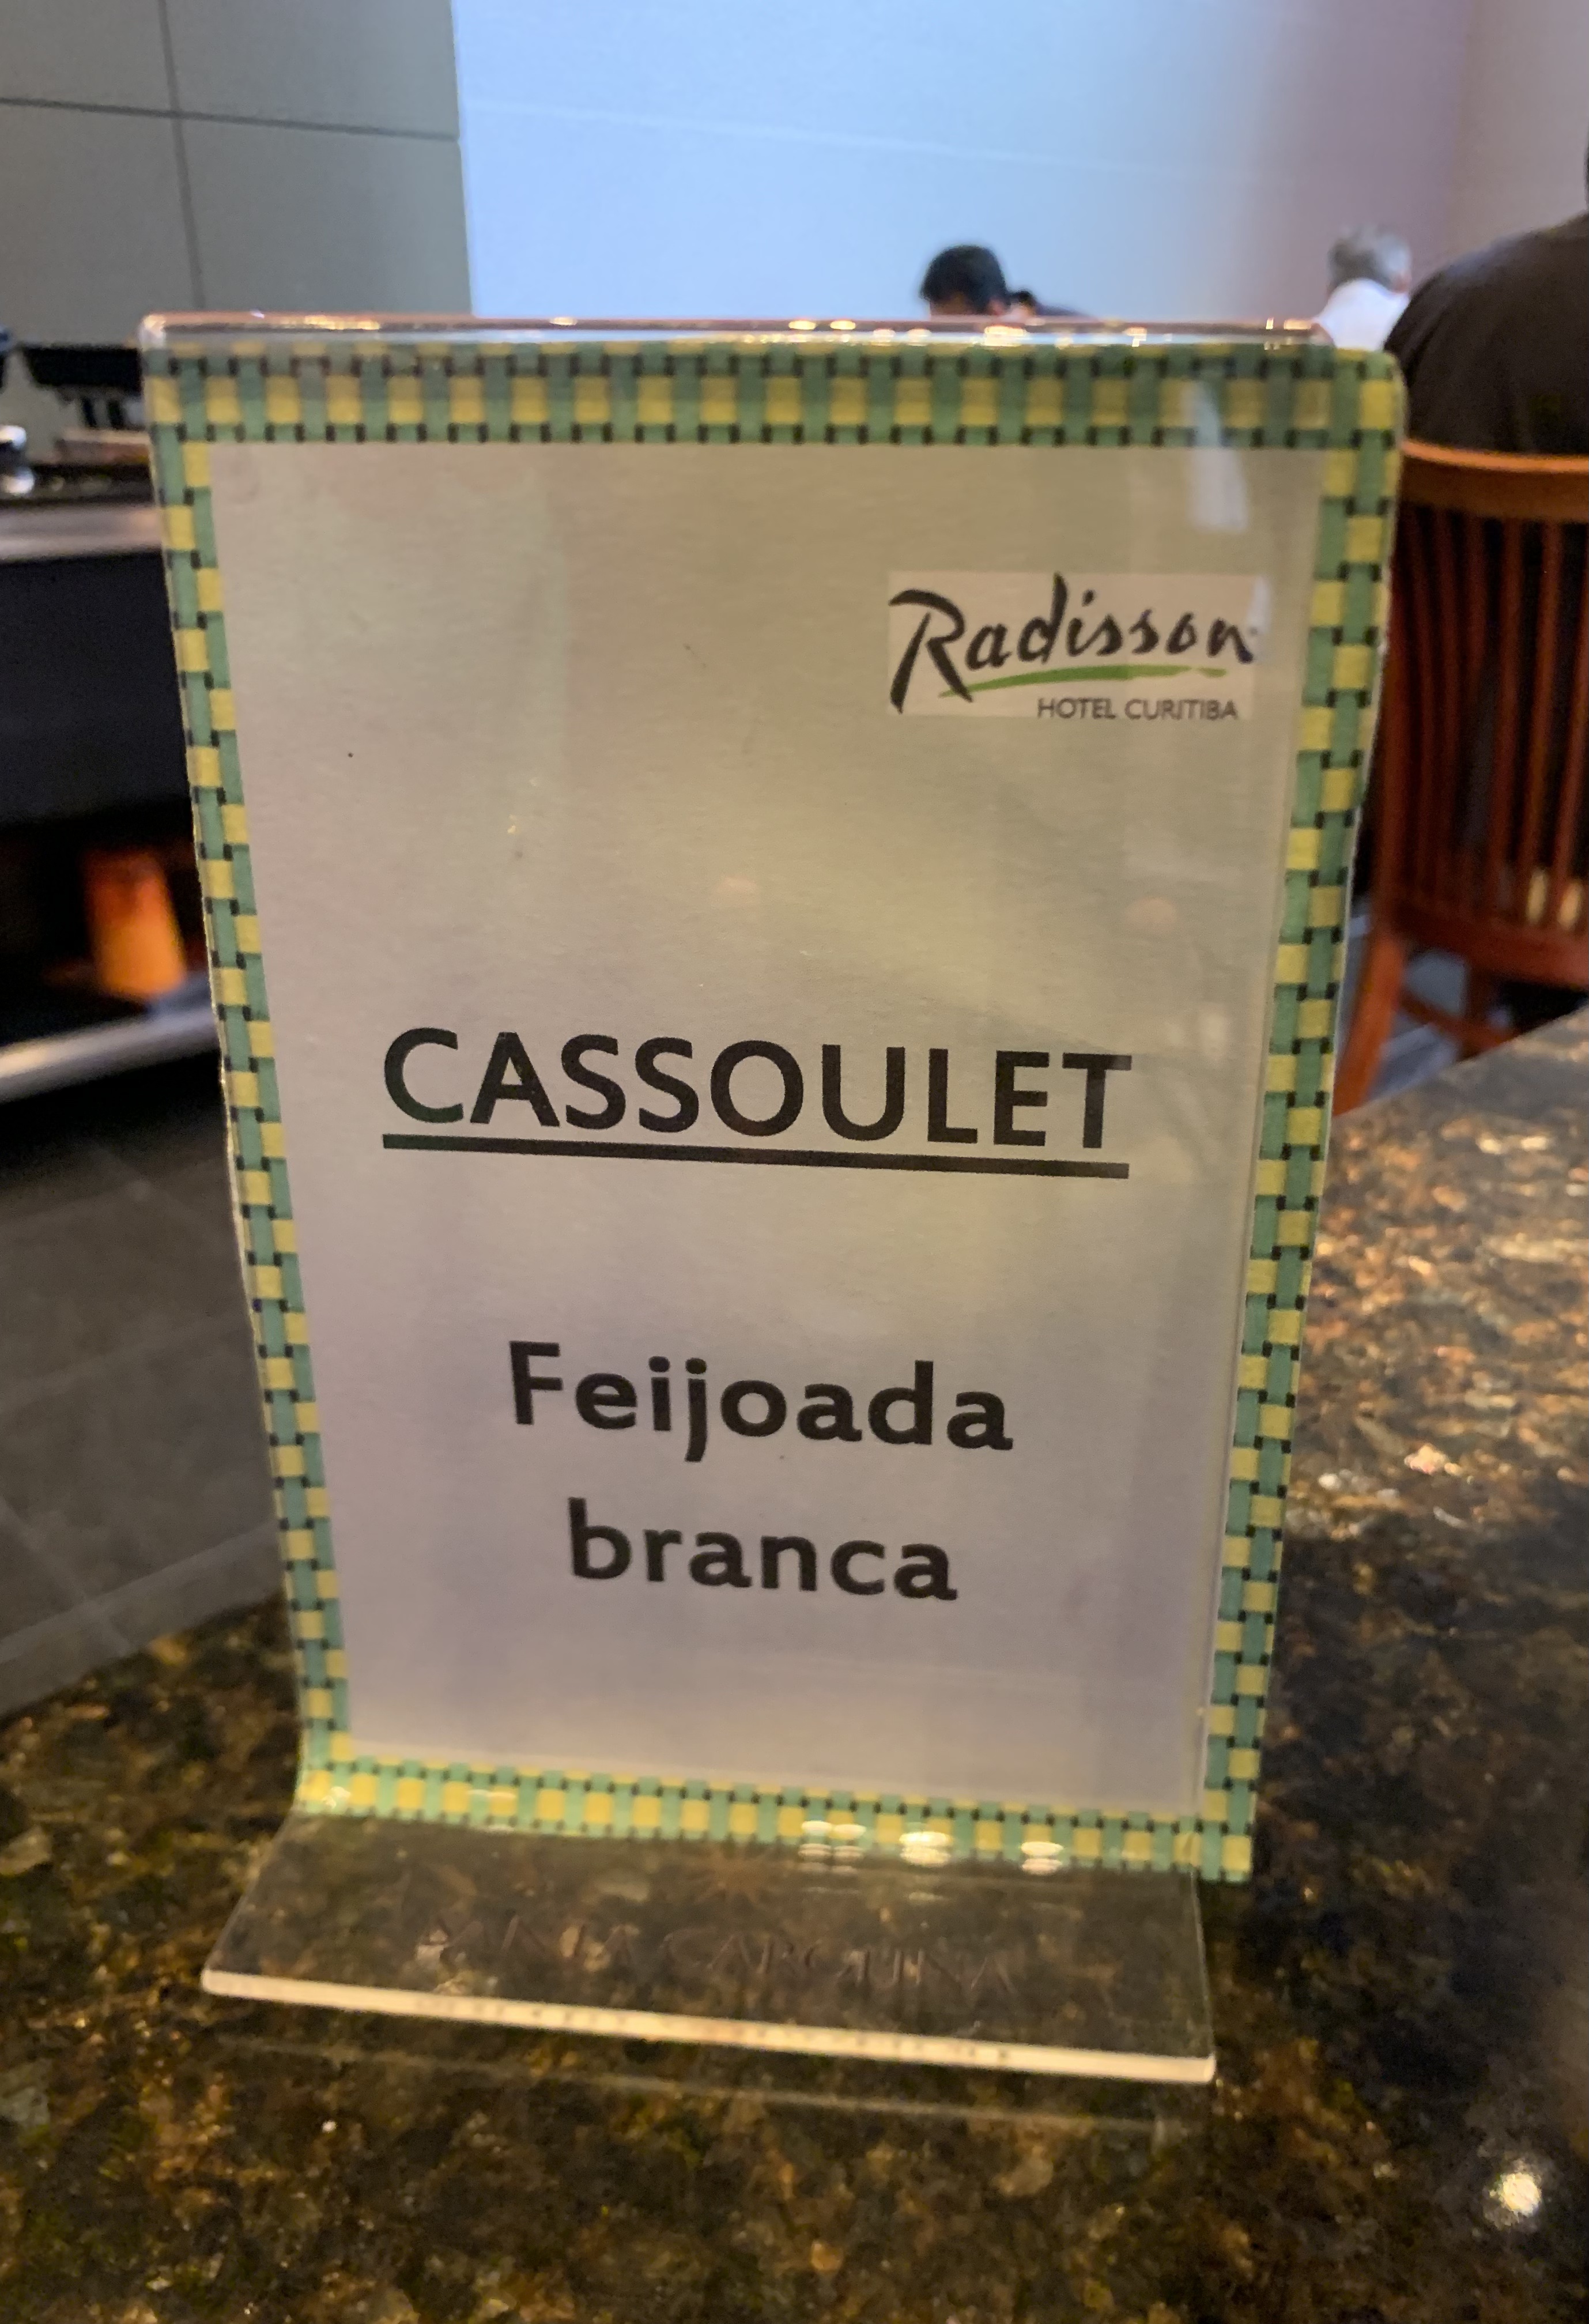 Radisson
HOTEL CURITIBA
CASSOULET
Feijoada
branca